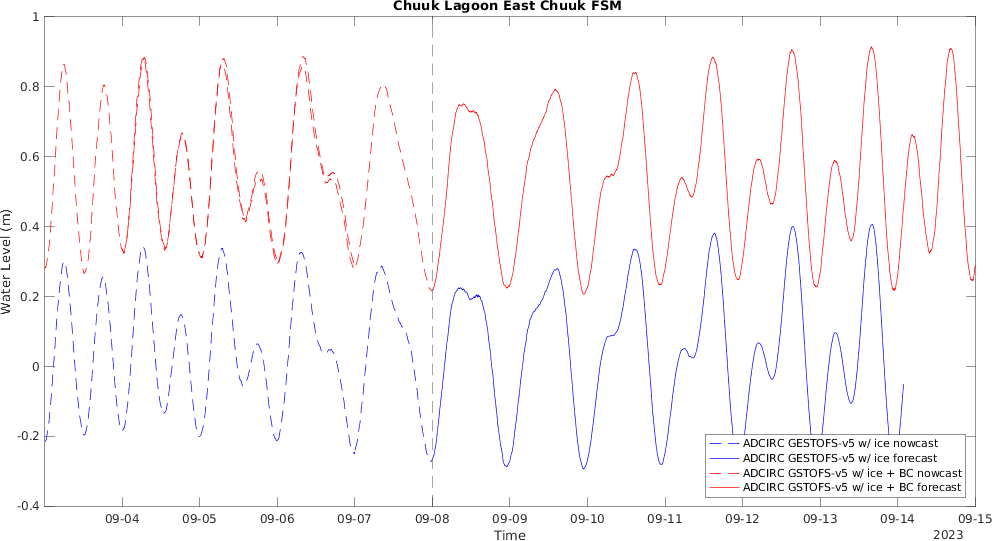 Chuuk Lagoon East Chuuk FSM
1
0.8
0.6
0.4
0.2
0
-0.2
-0.4
Water Level (m)
09-04 09-05 09-06 09-07 09-08 09-09 09-10 09-11 09-12 09-13 09-14 09-15
Time
2023
ADCIRC GESTOFS-v5 w/ ice nowcast
ADCIRC GESTOFS-v5 w/ ice forecast
ADCIRC GSTOFS-v5 w/ ice + BC nowcast
ADCIRC GSTOFS-v5 w/ ice + BC forecast